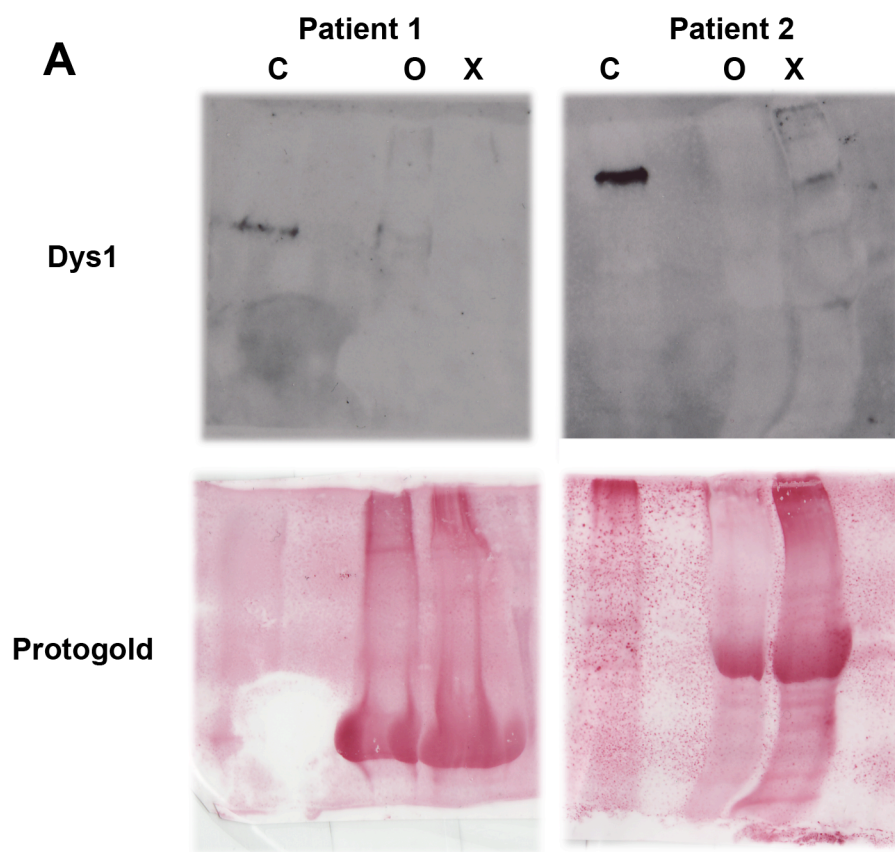 A
Patient 1
C O X
Patient 2
C O X
Dys1
Protogold